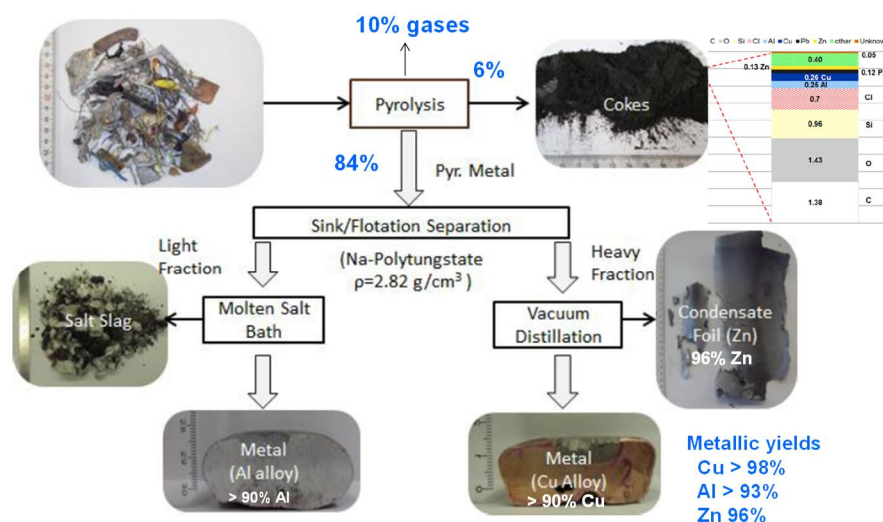 10% gases
C O Si Cl Al Cu Pb Zn other Unknow
6%
Pyrolysis
Cokes
0.05
0.40
0.13 Zn
0.12 P
0.26 Cu
0.25 Al
0.7
Cl
0.96
Si
1.43
O
1.38
C
84%
Pyr. Metal
Sink/Flotation Separation
Light
Fraction
(Na-Polytungstate
ρ=2.82 g/cm³ )
Heavy
Fraction
Salt Slag
Molten Salt
Bath
Vacuum
Distillation
Condensate
Foil (Zn)
96% Zn
Metal
(Al alloy)
> 90% Al
Metal
(Cu Alloy)
> 90% Cu
Metallic yields
Cu > 98%
Al > 93%
Zn 96%